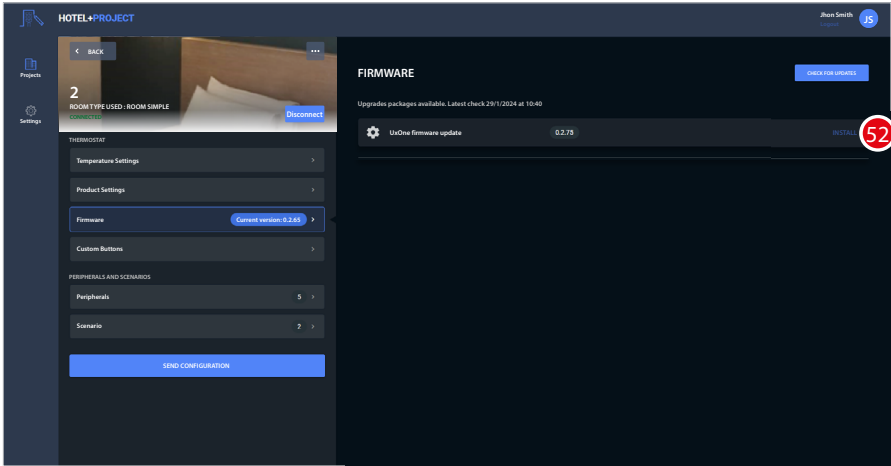 HOTEL+PROJECT
Jhon Smith
Logout
JS
Projects
Settings
BACK
2
ROOM TYPE USED : ROOM SIMPLE
CONNECTED
Disconnect
THERMOSTAT
Temperature Settings
Product Settings
Firmware
Current version: 0.2.65
Custom Buttons
PERIPHERALS AND SCENARIOS
Peripherals
5
Scenario
2
SEND CONFIGURATION
FIRMWARE
CHECK FOR UPDATES
Upgrades packages available. Latest check 29/1/2024 at 10:40
UxOne firmware update
0.2.75
INSTALL
52